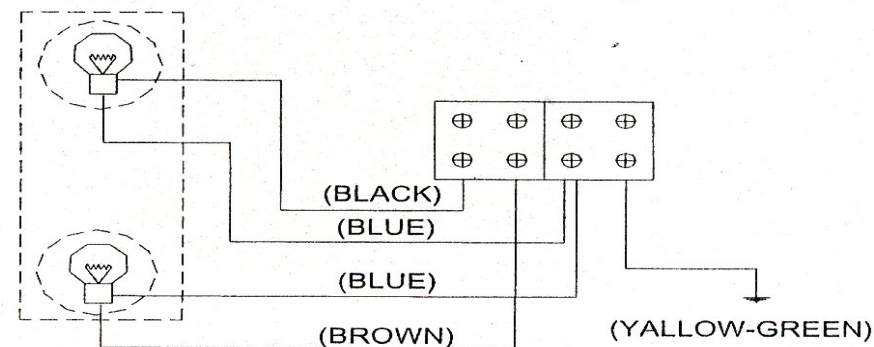 (BLACK)
(BLUE)
(BLUE)
(BROWN)
(YALLOW-GREEN)